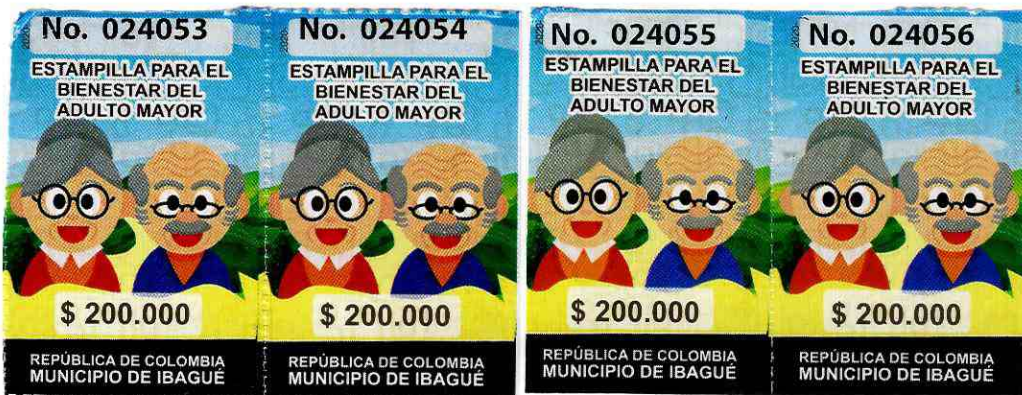 No. 024053
ESTAMPILLA PARA EL
BIENESTAR DEL
ADULTO MAYOR
$ 200.000
REPÚBLICA DE COLOMBIA
MUNICIPIO DE IBAGUÉ
No. 024054
ESTAMPILLA PARA EL
BIENESTAR DEL
ADULTO MAYOR
$ 200.000
REPÚBLICA DE COLOMBIA
MUNICIPIO DE IBAGUÉ
2020
No. 024055
ESTAMPILLA PARA EL
BIENESTAR DEL
ADULTO MAYOR
$ 200.000
REPÚBLICA DE COLOMBIA
MUNICIPIO DE IBAGUÉ
2020
No. 024056
ESTAMPILLA PARA EL
BIENESTAR DEL
ADULTO MAYOR
$ 200.000
REPÚBLICA DE COLOMBIA
MUNICIPIO DE IBAGUÉ